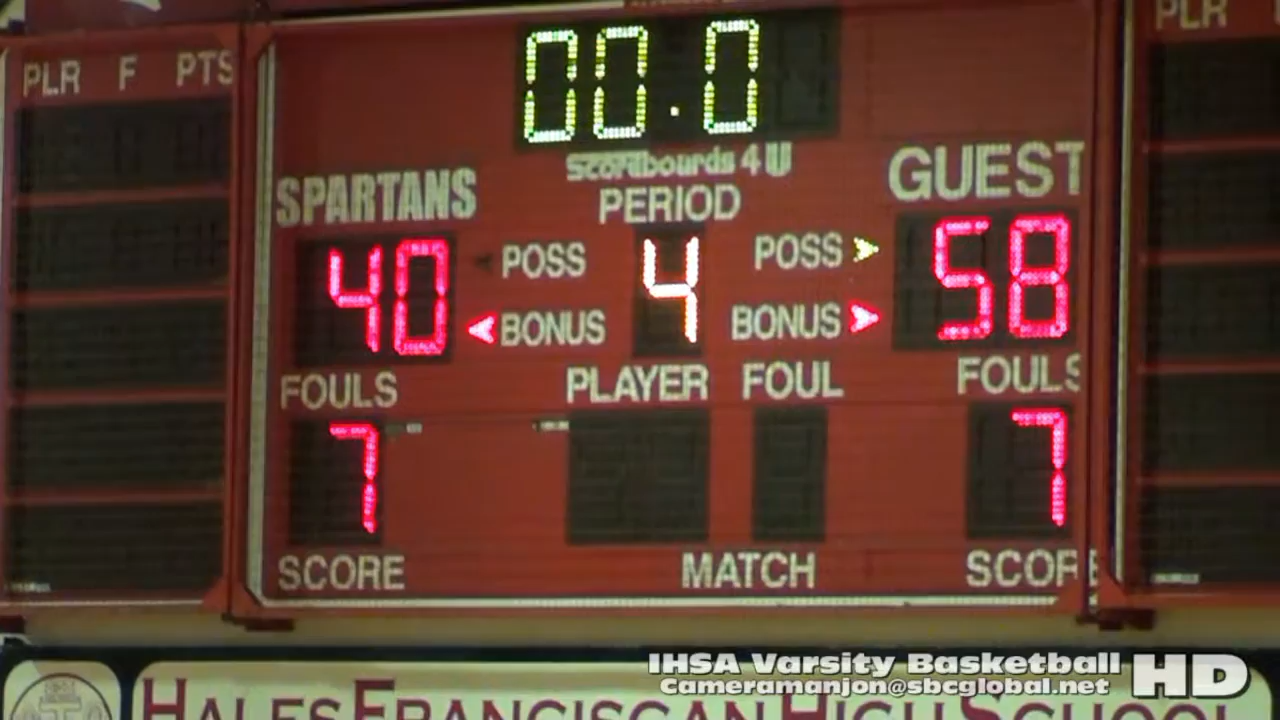 PLR F PTS
00.0
PLR
Scoreboards 4 U
SPARTANS PERIOD GUEST
40 POSS 4 POSS 58
BONUS BONUS
FOULS PLAYER FOUL FOULS
7 7
SCORE MATCH SCORE
IHSA Varsity Basketball HD
Cameramanjon@sbcglobal.net
HALES FRANCISCAN HIGH SCHOOL